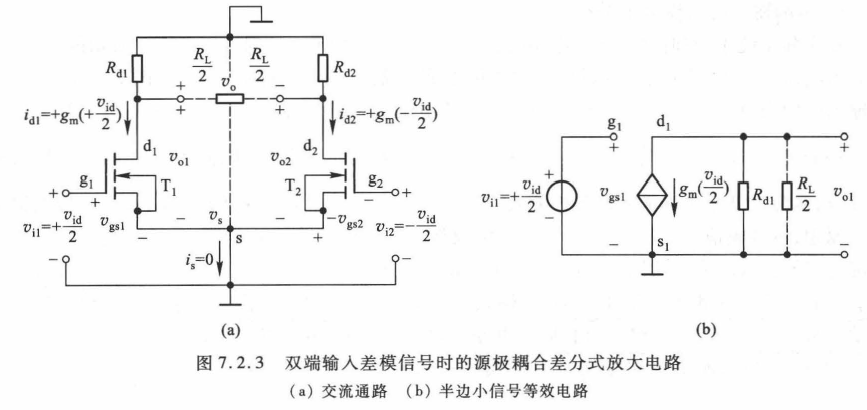 R_L/2 R_L/2
R_d1 v_o R_d2
+ − 
+ +
i_d1=+g_m(+v_id/2) i_d2=+g_m(−v_id/2)
d_1 v_o1 v_o2 d_2
g_1 T_1 T_2 g_2
+ + − +
v_i1=+v_id/2 v_gs1 − v_s − −v_gs2 v_i2=−v_id/2
− s +
− i_s=0 −
(a)
g_1 d_1
+ + +
v_i1=+v_id/2 v_gs1 g_m(v_id/2) R_d1 R_L/2 v_o1
− − s_1 −
(b)
图 7.2.3 双端输入差模信号时的源极耦合差分式放大电路
(a) 交流通路 (b) 半边小信号等效电路